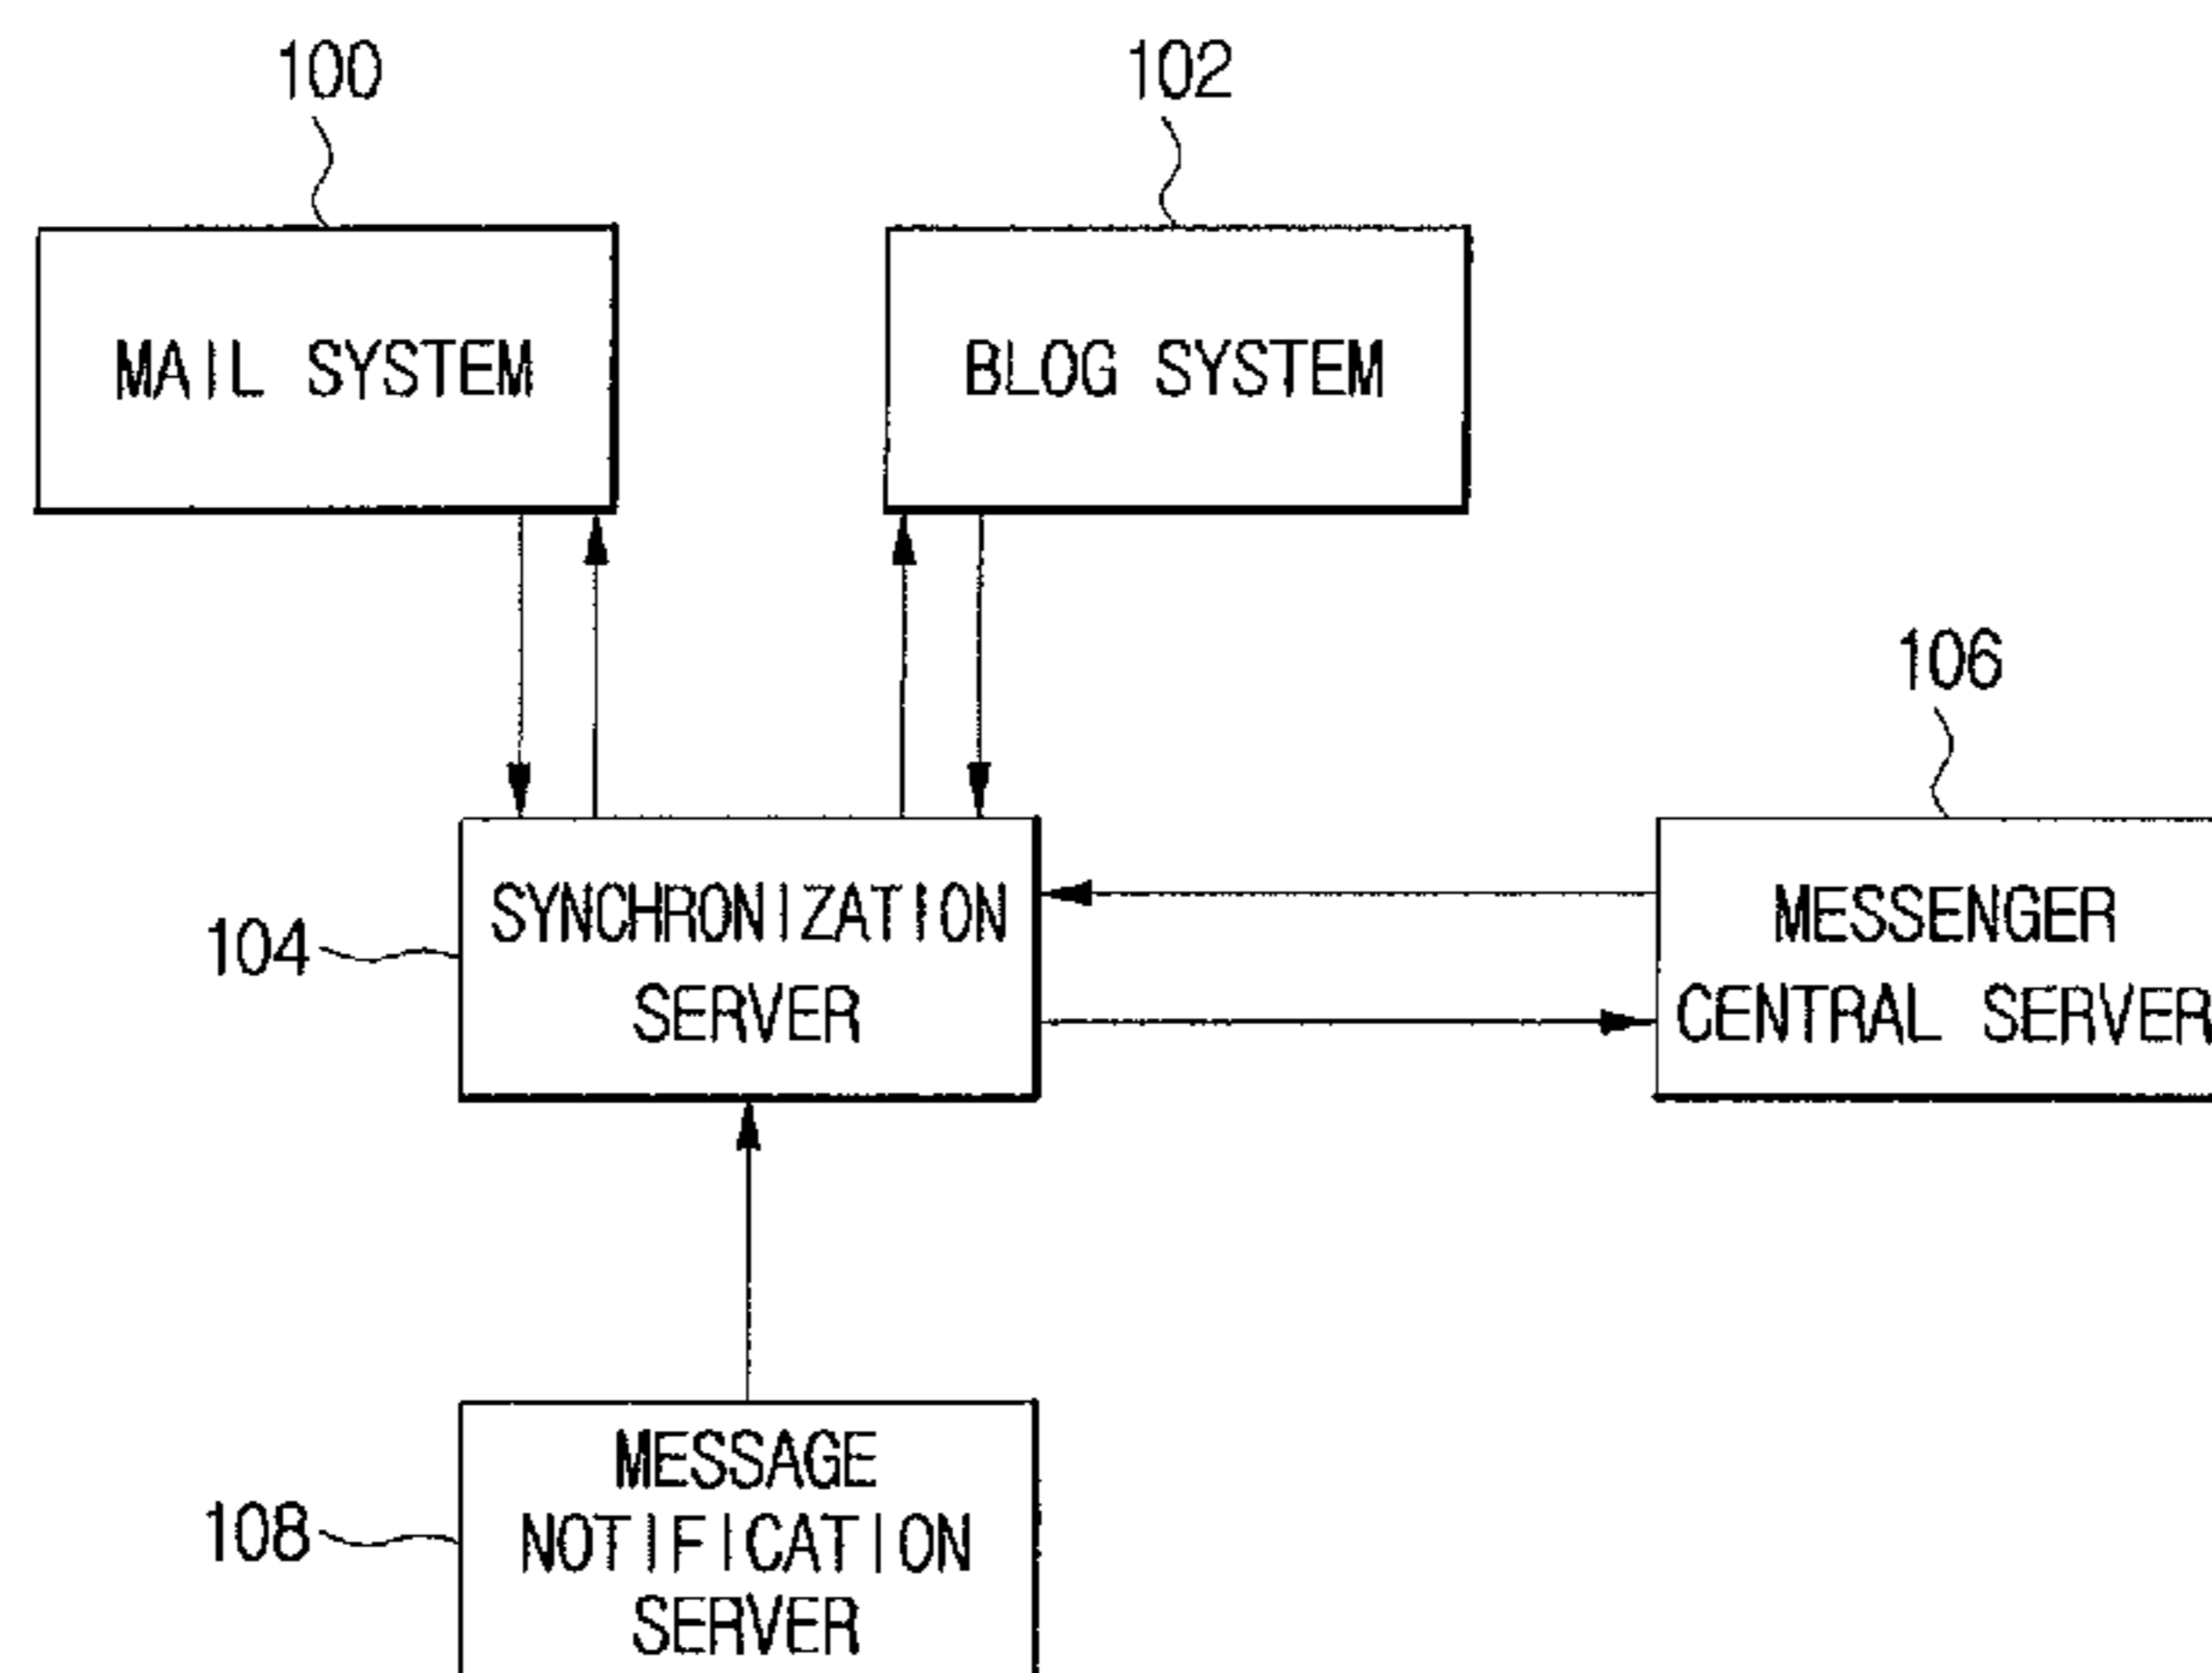 100
102
MAIL SYSTEM
BLOG SYSTEM
106
104
SYNCHRONIZATION
SERVER
MESSENGER
CENTRAL SERVER
108
MESSAGE
NOTIFICATION
SERVER